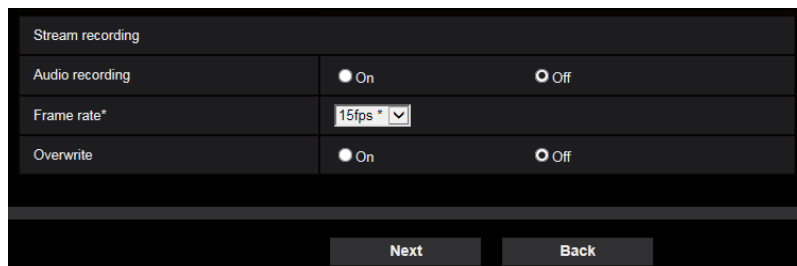 Stream recording
Audio recording On Off
Frame rate* 15fps *
Overwrite On Off
Next Back